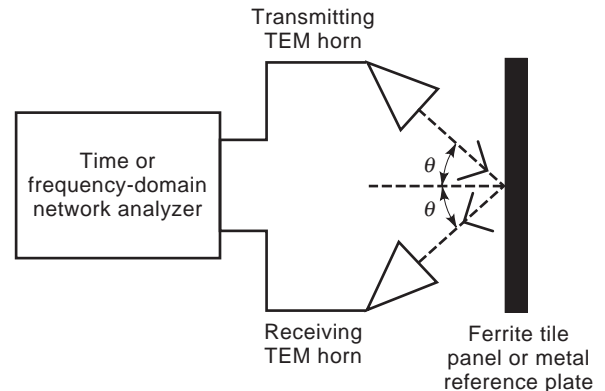 Transmitting
TEM horn
Time or
frequency-domain
network analyzer
θ
θ
Receiving
TEM horn
Ferrite tile
panel or metal
reference plate